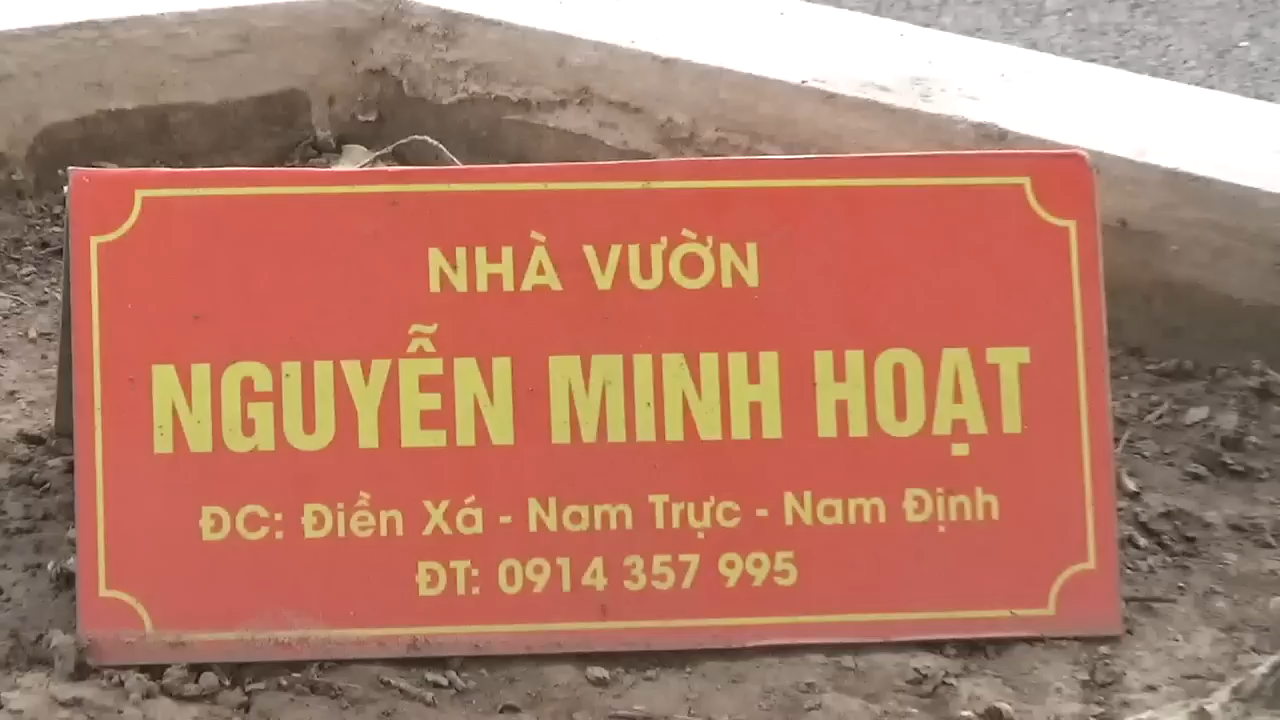 NHÀ VƯỜN
NGUYỄN MINH HOẠT
ĐC: Điền Xá - Nam Trực - Nam Định
ĐT: 0914 357 995